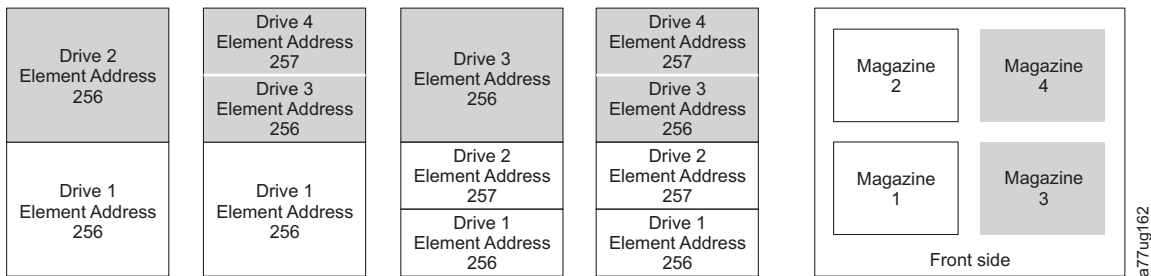 Drive 2
Element Address
256
Drive 1
Element Address
256
Drive 4
Element Address
257
Drive 3
Element Address
256
Drive 1
Element Address
256
Drive 3
Element Address
256
Drive 2
Element Address
257
Drive 1
Element Address
256
Drive 4
Element Address
257
Drive 3
Element Address
256
Drive 2
Element Address
257
Drive 1
Element Address
256
Magazine
2
Magazine
4
Magazine
1
Magazine
3
Front side
a77ug162